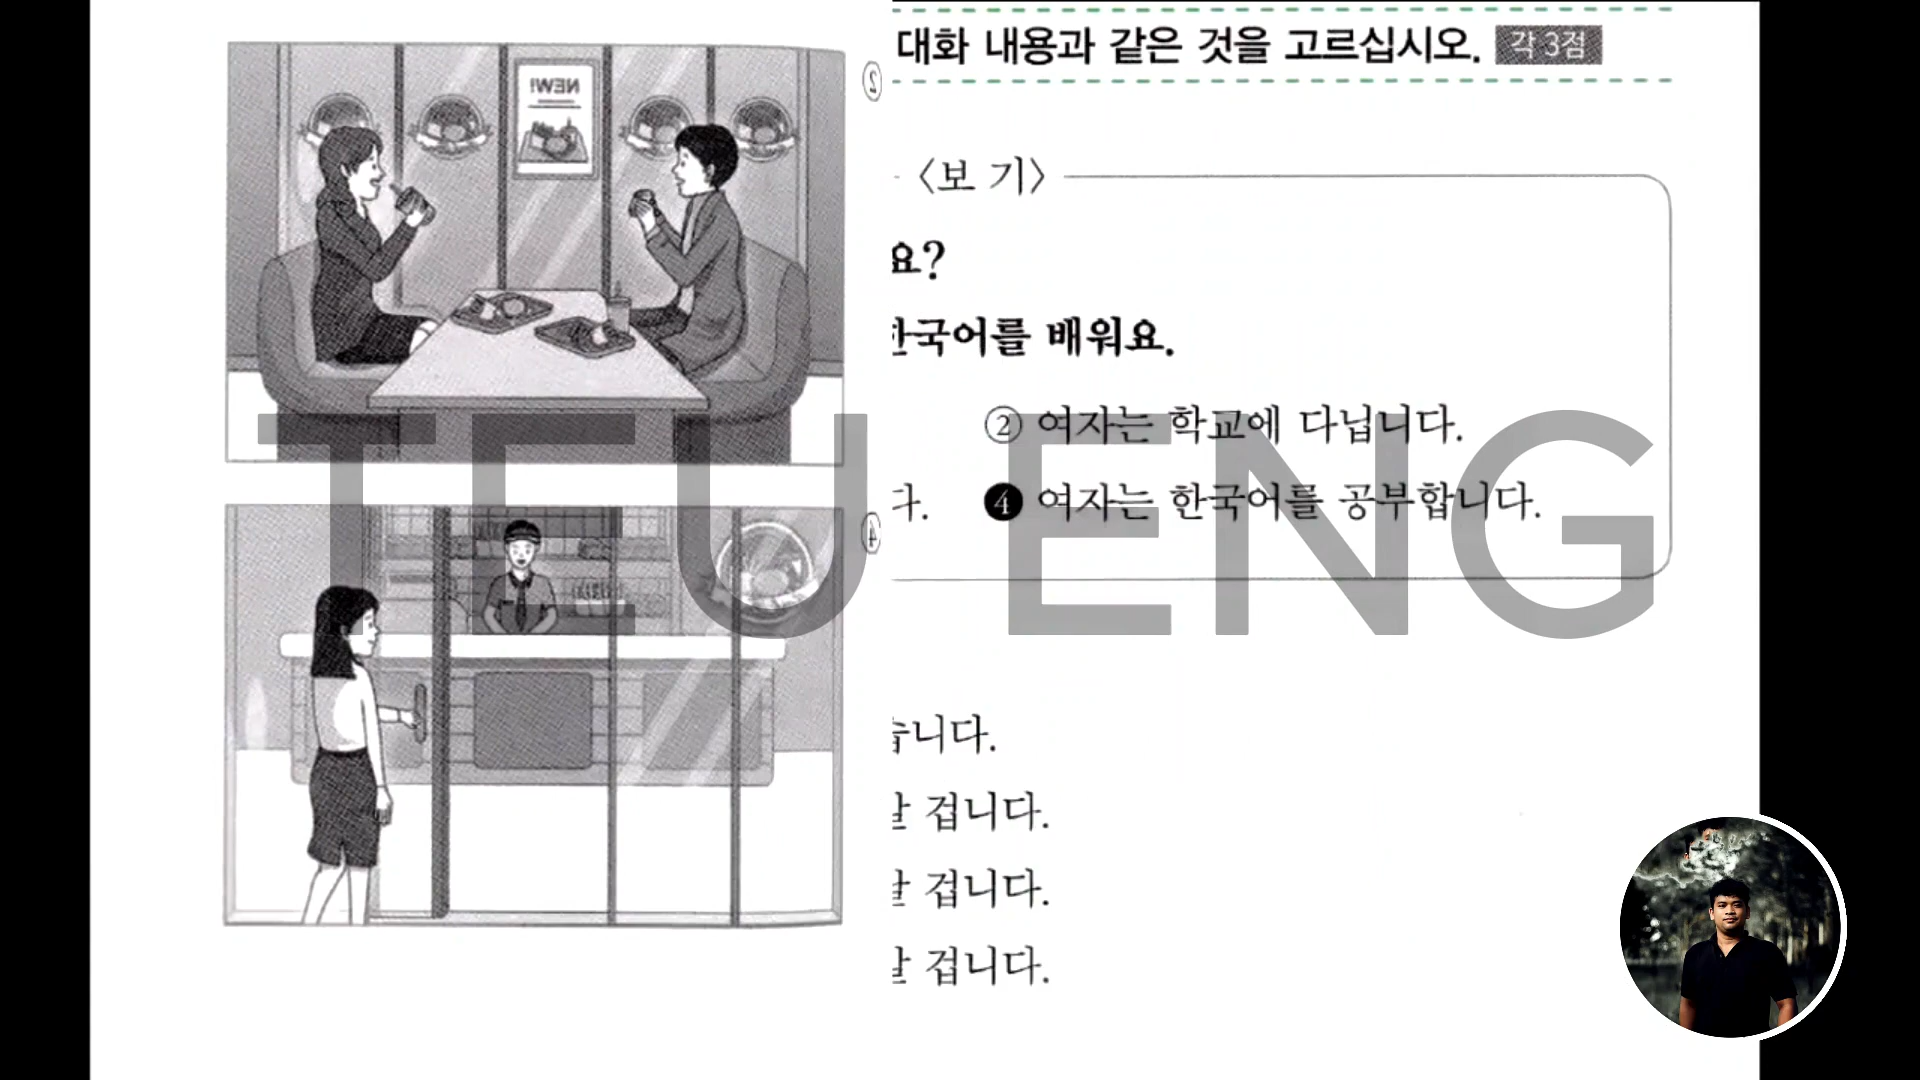 NEW!
②
④
대화 내용과 같은 것을 고르십시오. 각 3점
〈보 기〉
요?
한국어를 배워요.
② 여자는 학교에 다닙니다.
다. ④ 여자는 한국어를 공부합니다.
습니다.
겁니다.
겁니다.
겁니다.
TEU ENG